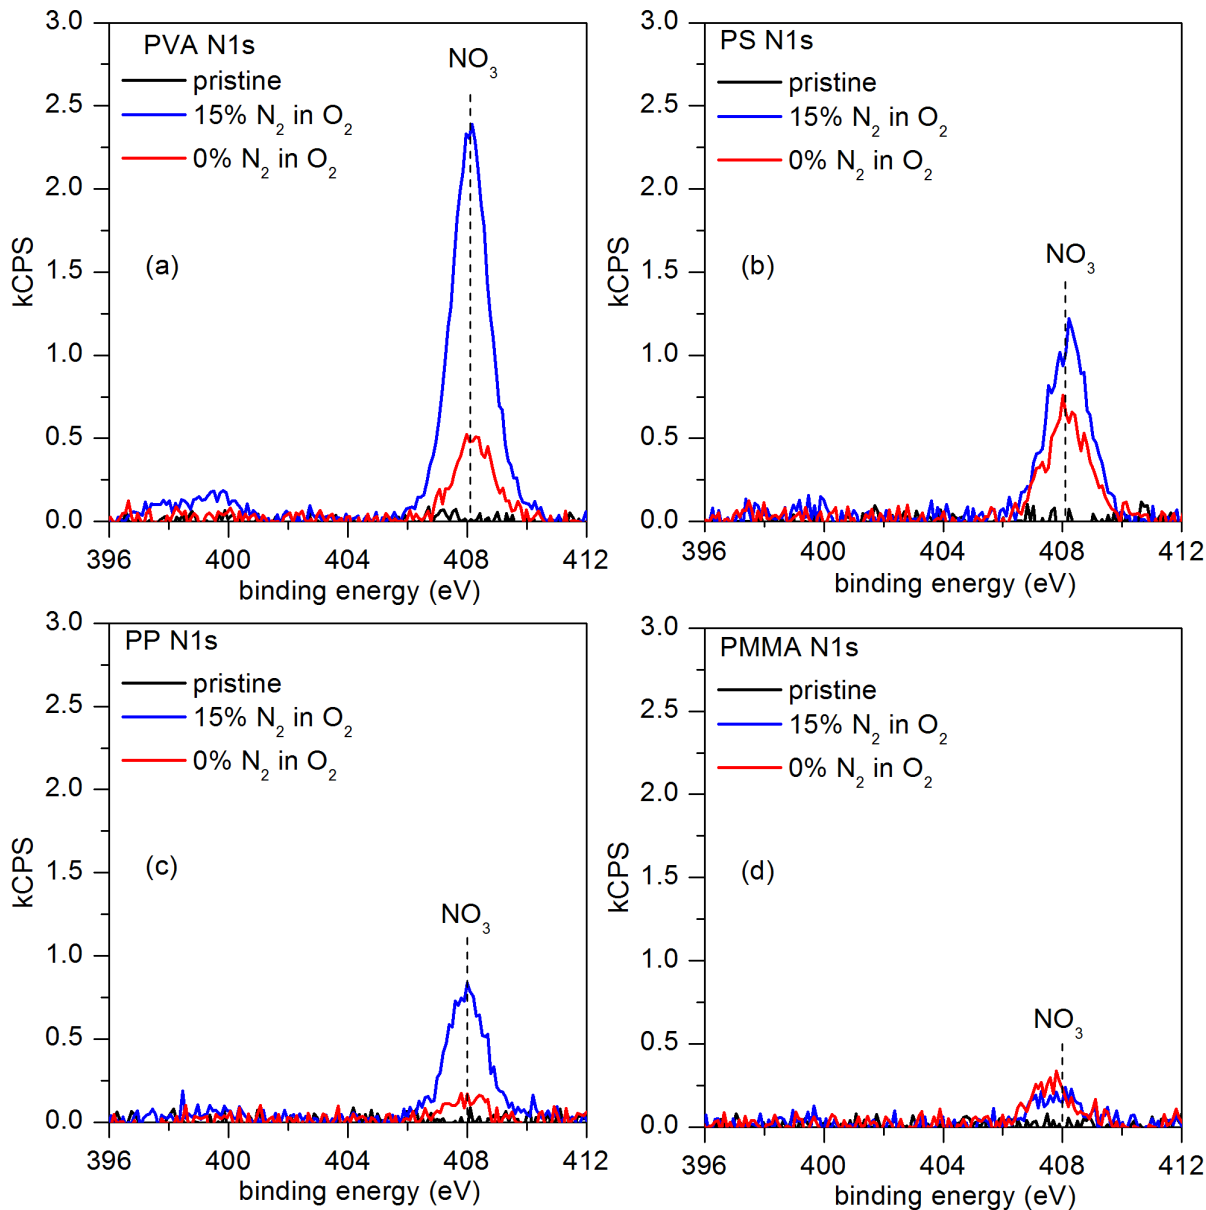 PVA N1s
pristine
15% N₂ in O₂
0% N₂ in O₂
NO₃
(a)
kCPS
3.0
2.5
2.0
1.5
1.0
0.5
0.0
396 400 404 408 412
binding energy (eV)
PS N1s
pristine
15% N₂ in O₂
0% N₂ in O₂
NO₃
(b)
kCPS
3.0
2.5
2.0
1.5
1.0
0.5
0.0
396 400 404 408 412
binding energy (eV)
PP N1s
pristine
15% N₂ in O₂
0% N₂ in O₂
NO₃
(c)
kCPS
3.0
2.5
2.0
1.5
1.0
0.5
0.0
396 400 404 408 412
binding energy (eV)
PMMA N1s
pristine
15% N₂ in O₂
0% N₂ in O₂
NO₃
(d)
kCPS
3.0
2.5
2.0
1.5
1.0
0.5
0.0
396 400 404 408 412
binding energy (eV)